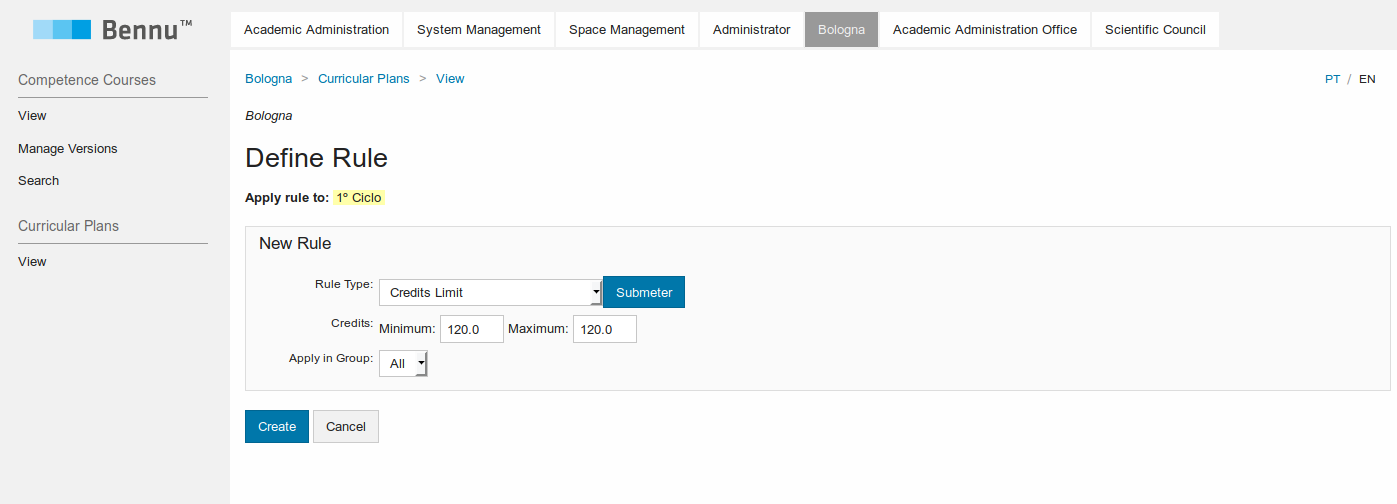 Bennu™
Academic Administration System Management Space Management Administrator Bologna Academic Administration Office Scientific Council
Competence Courses
View
Manage Versions
Search
Curricular Plans
View
Bologna > Curricular Plans > View
PT / EN
Bologna
Define Rule
Apply rule to: 1º Ciclo
New Rule
Rule Type: Credits Limit Submeter
Credits: Minimum: 120.0 Maximum: 120.0
Apply in Group: All
Create Cancel